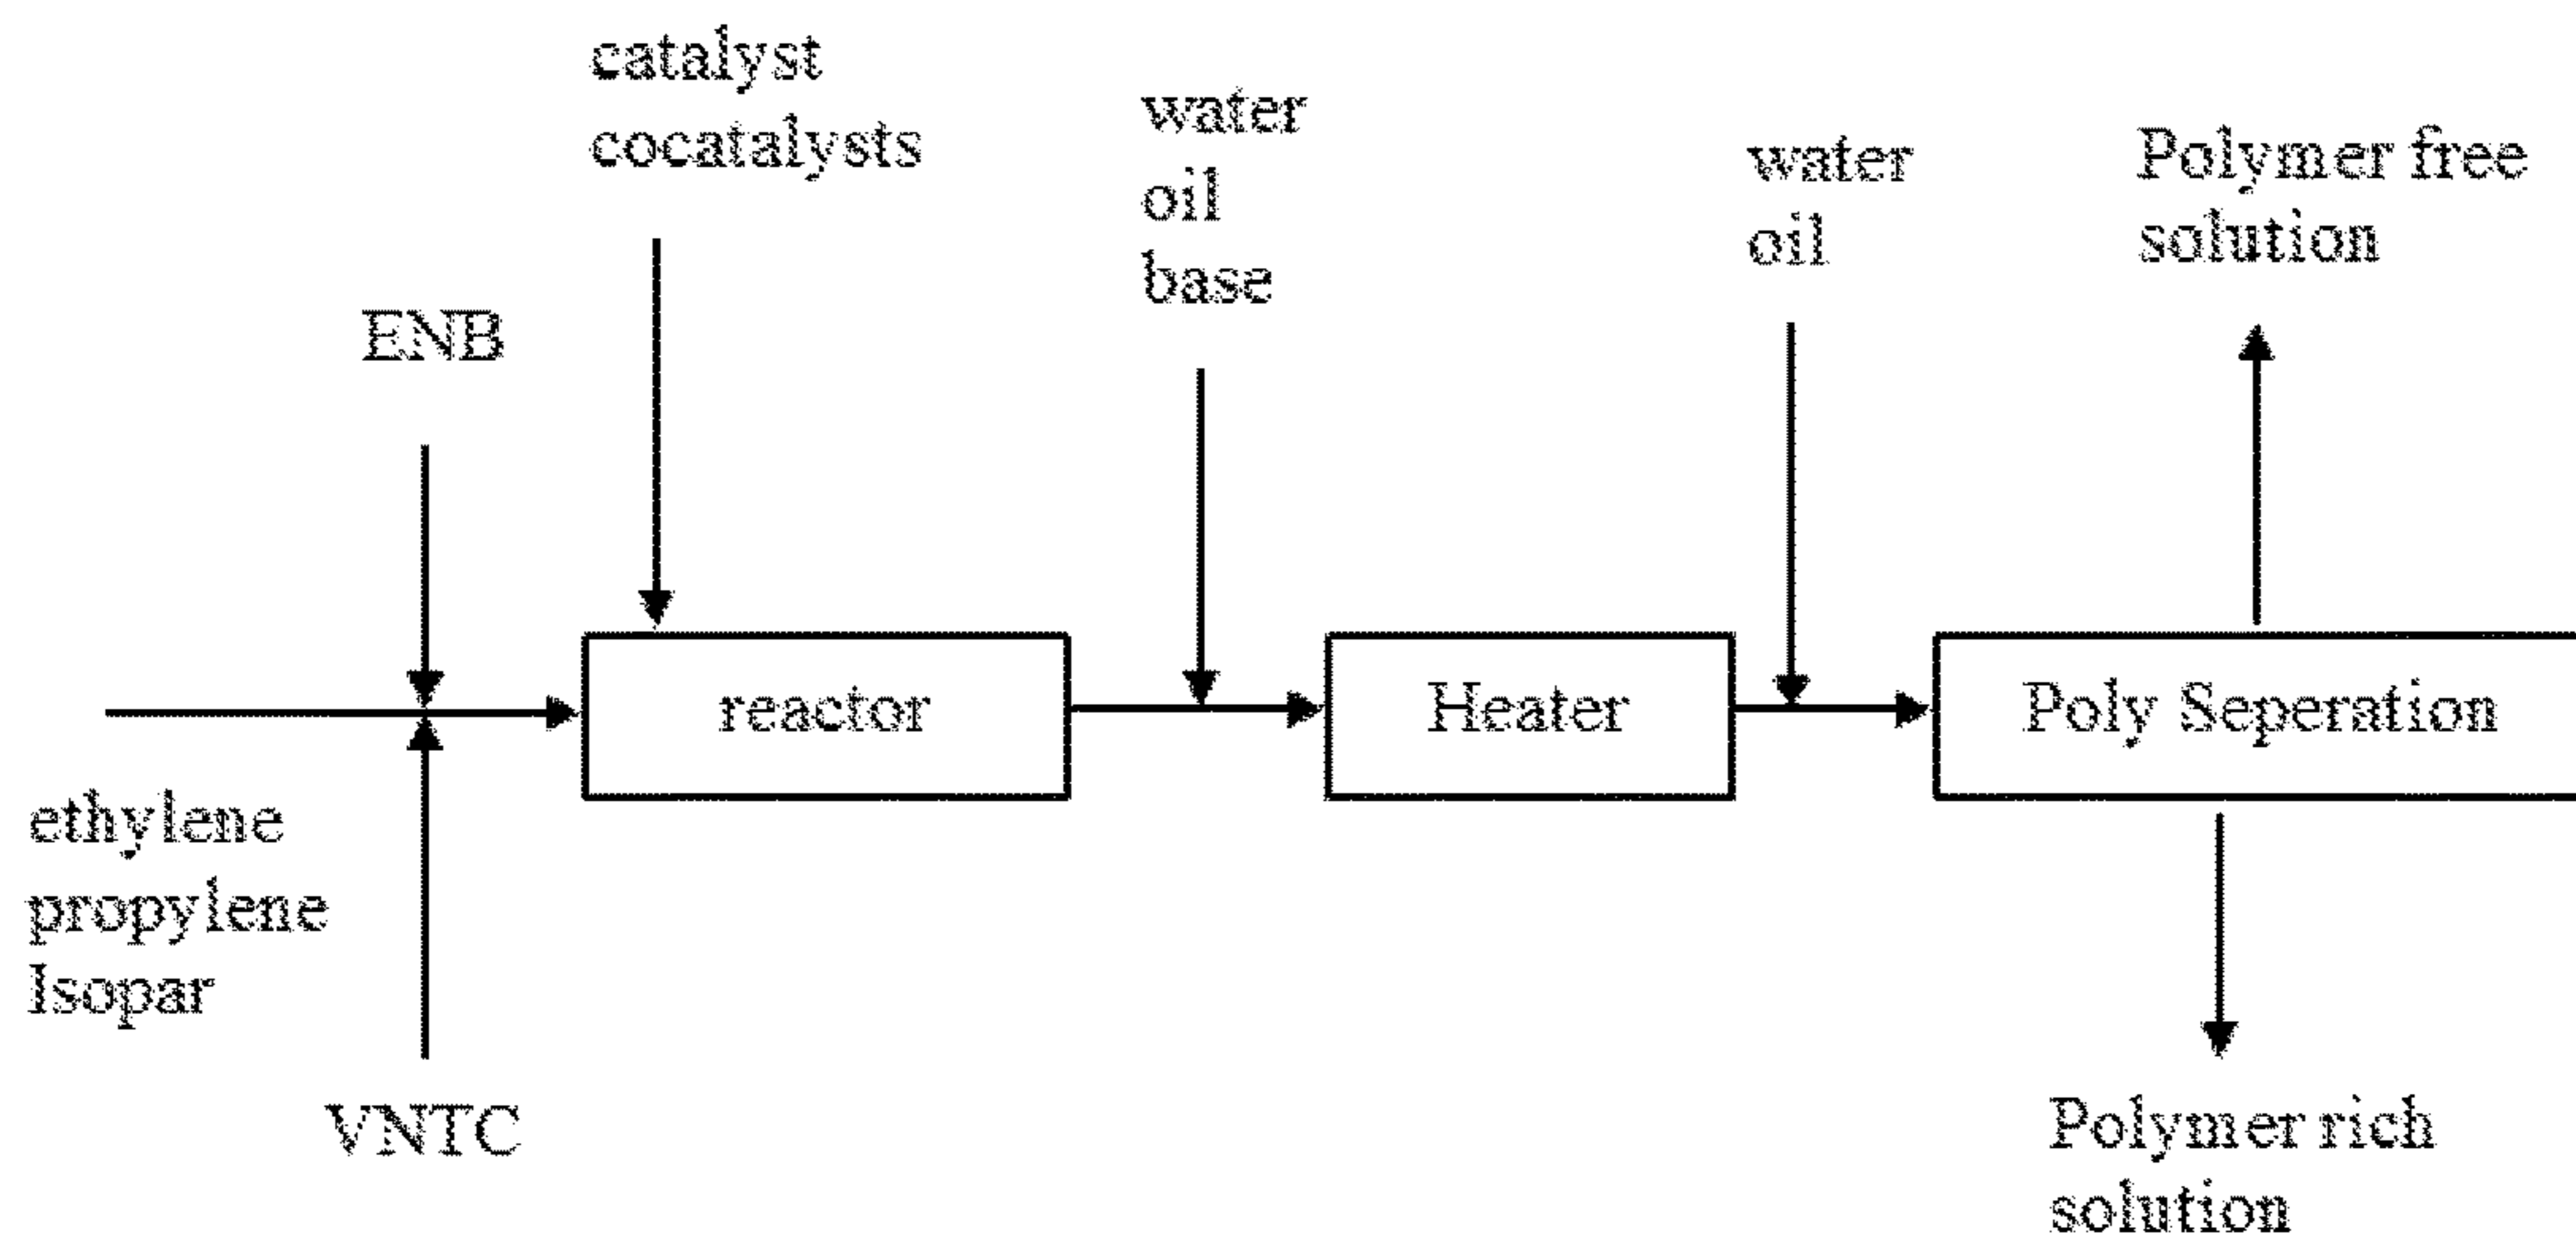 catalyst
cocatalysts
water
oil
base
water
oil
Polymer free
solution
ENB
reactor
Heater
Poly Seperation
ethylene
propylene
Isopar
VNTC
Polymer rich
solution